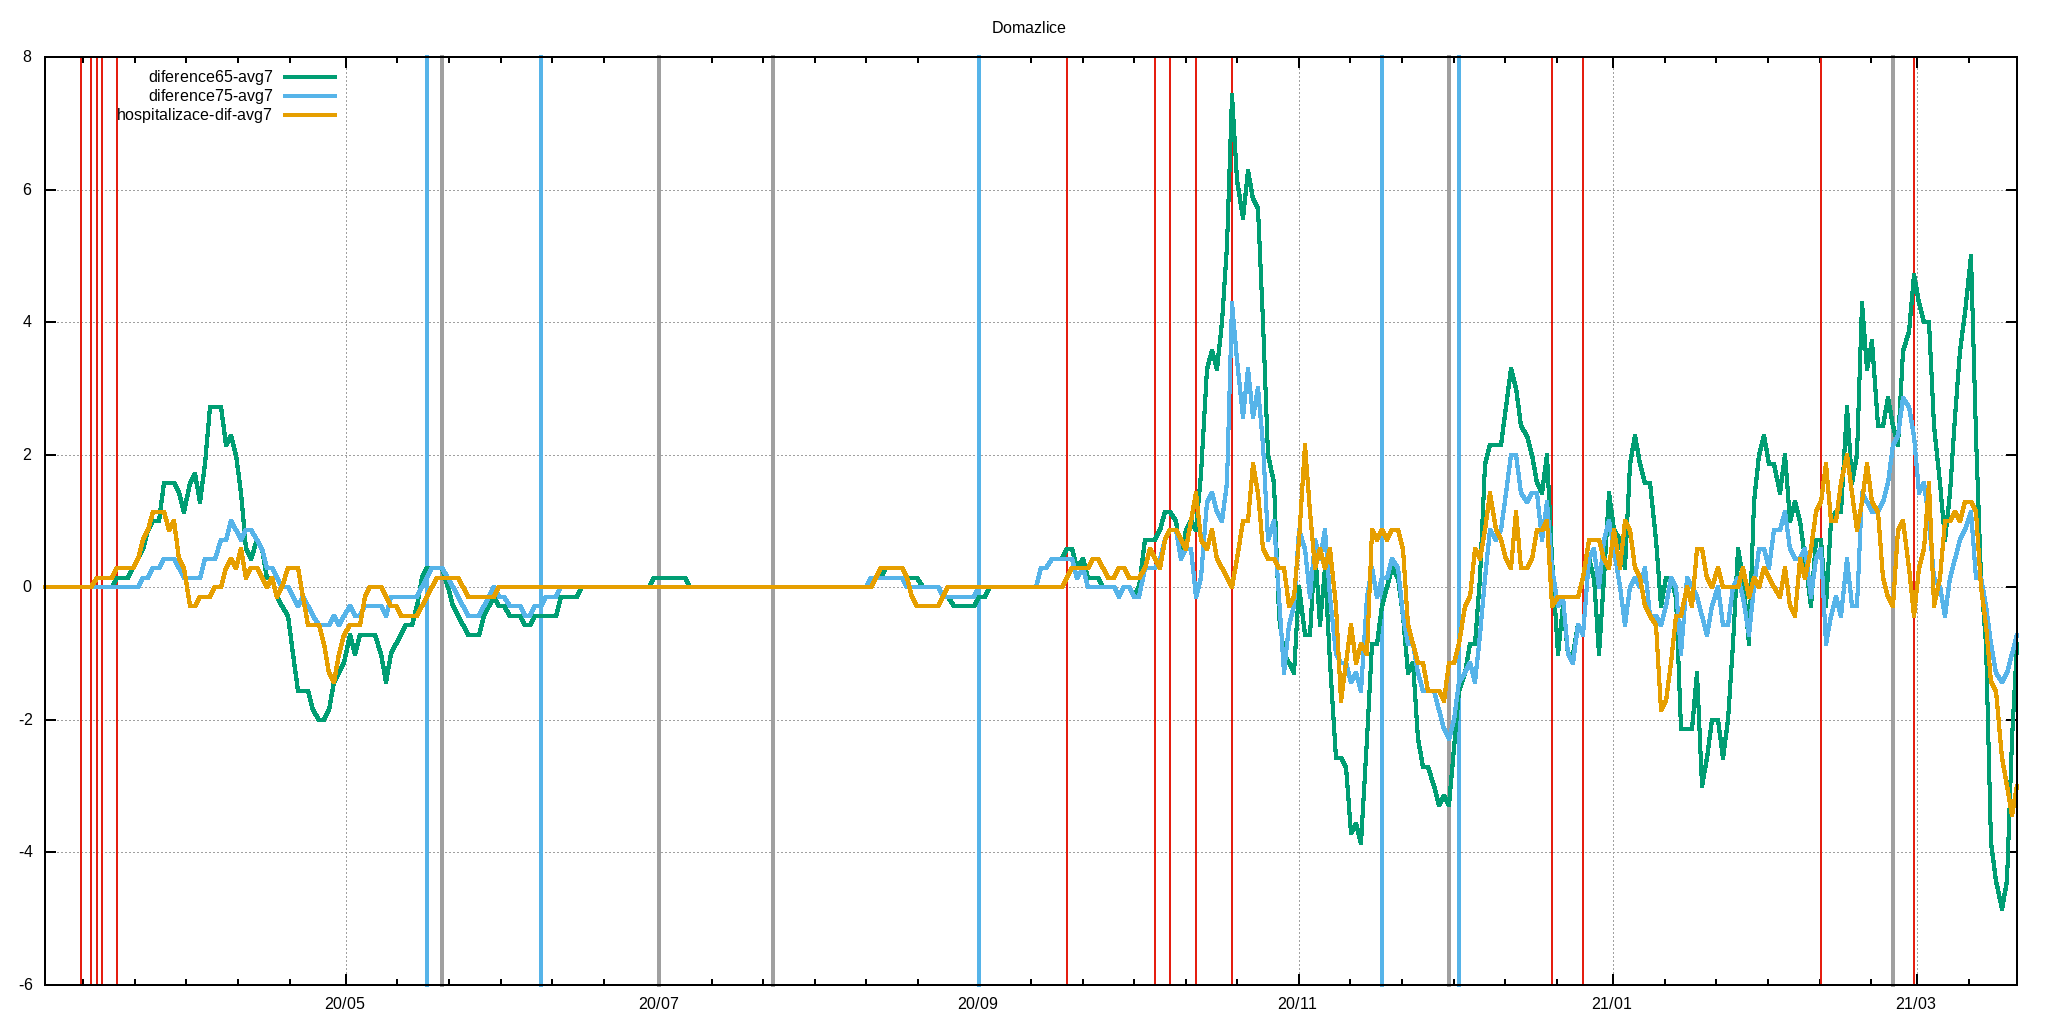 Domazlice
diference65-avg7
diference75-avg7
hospitalizace-dif-avg7
8
6
4
2
0
-2
-4
-6
20/05 20/07 20/09 20/11 21/01 21/03